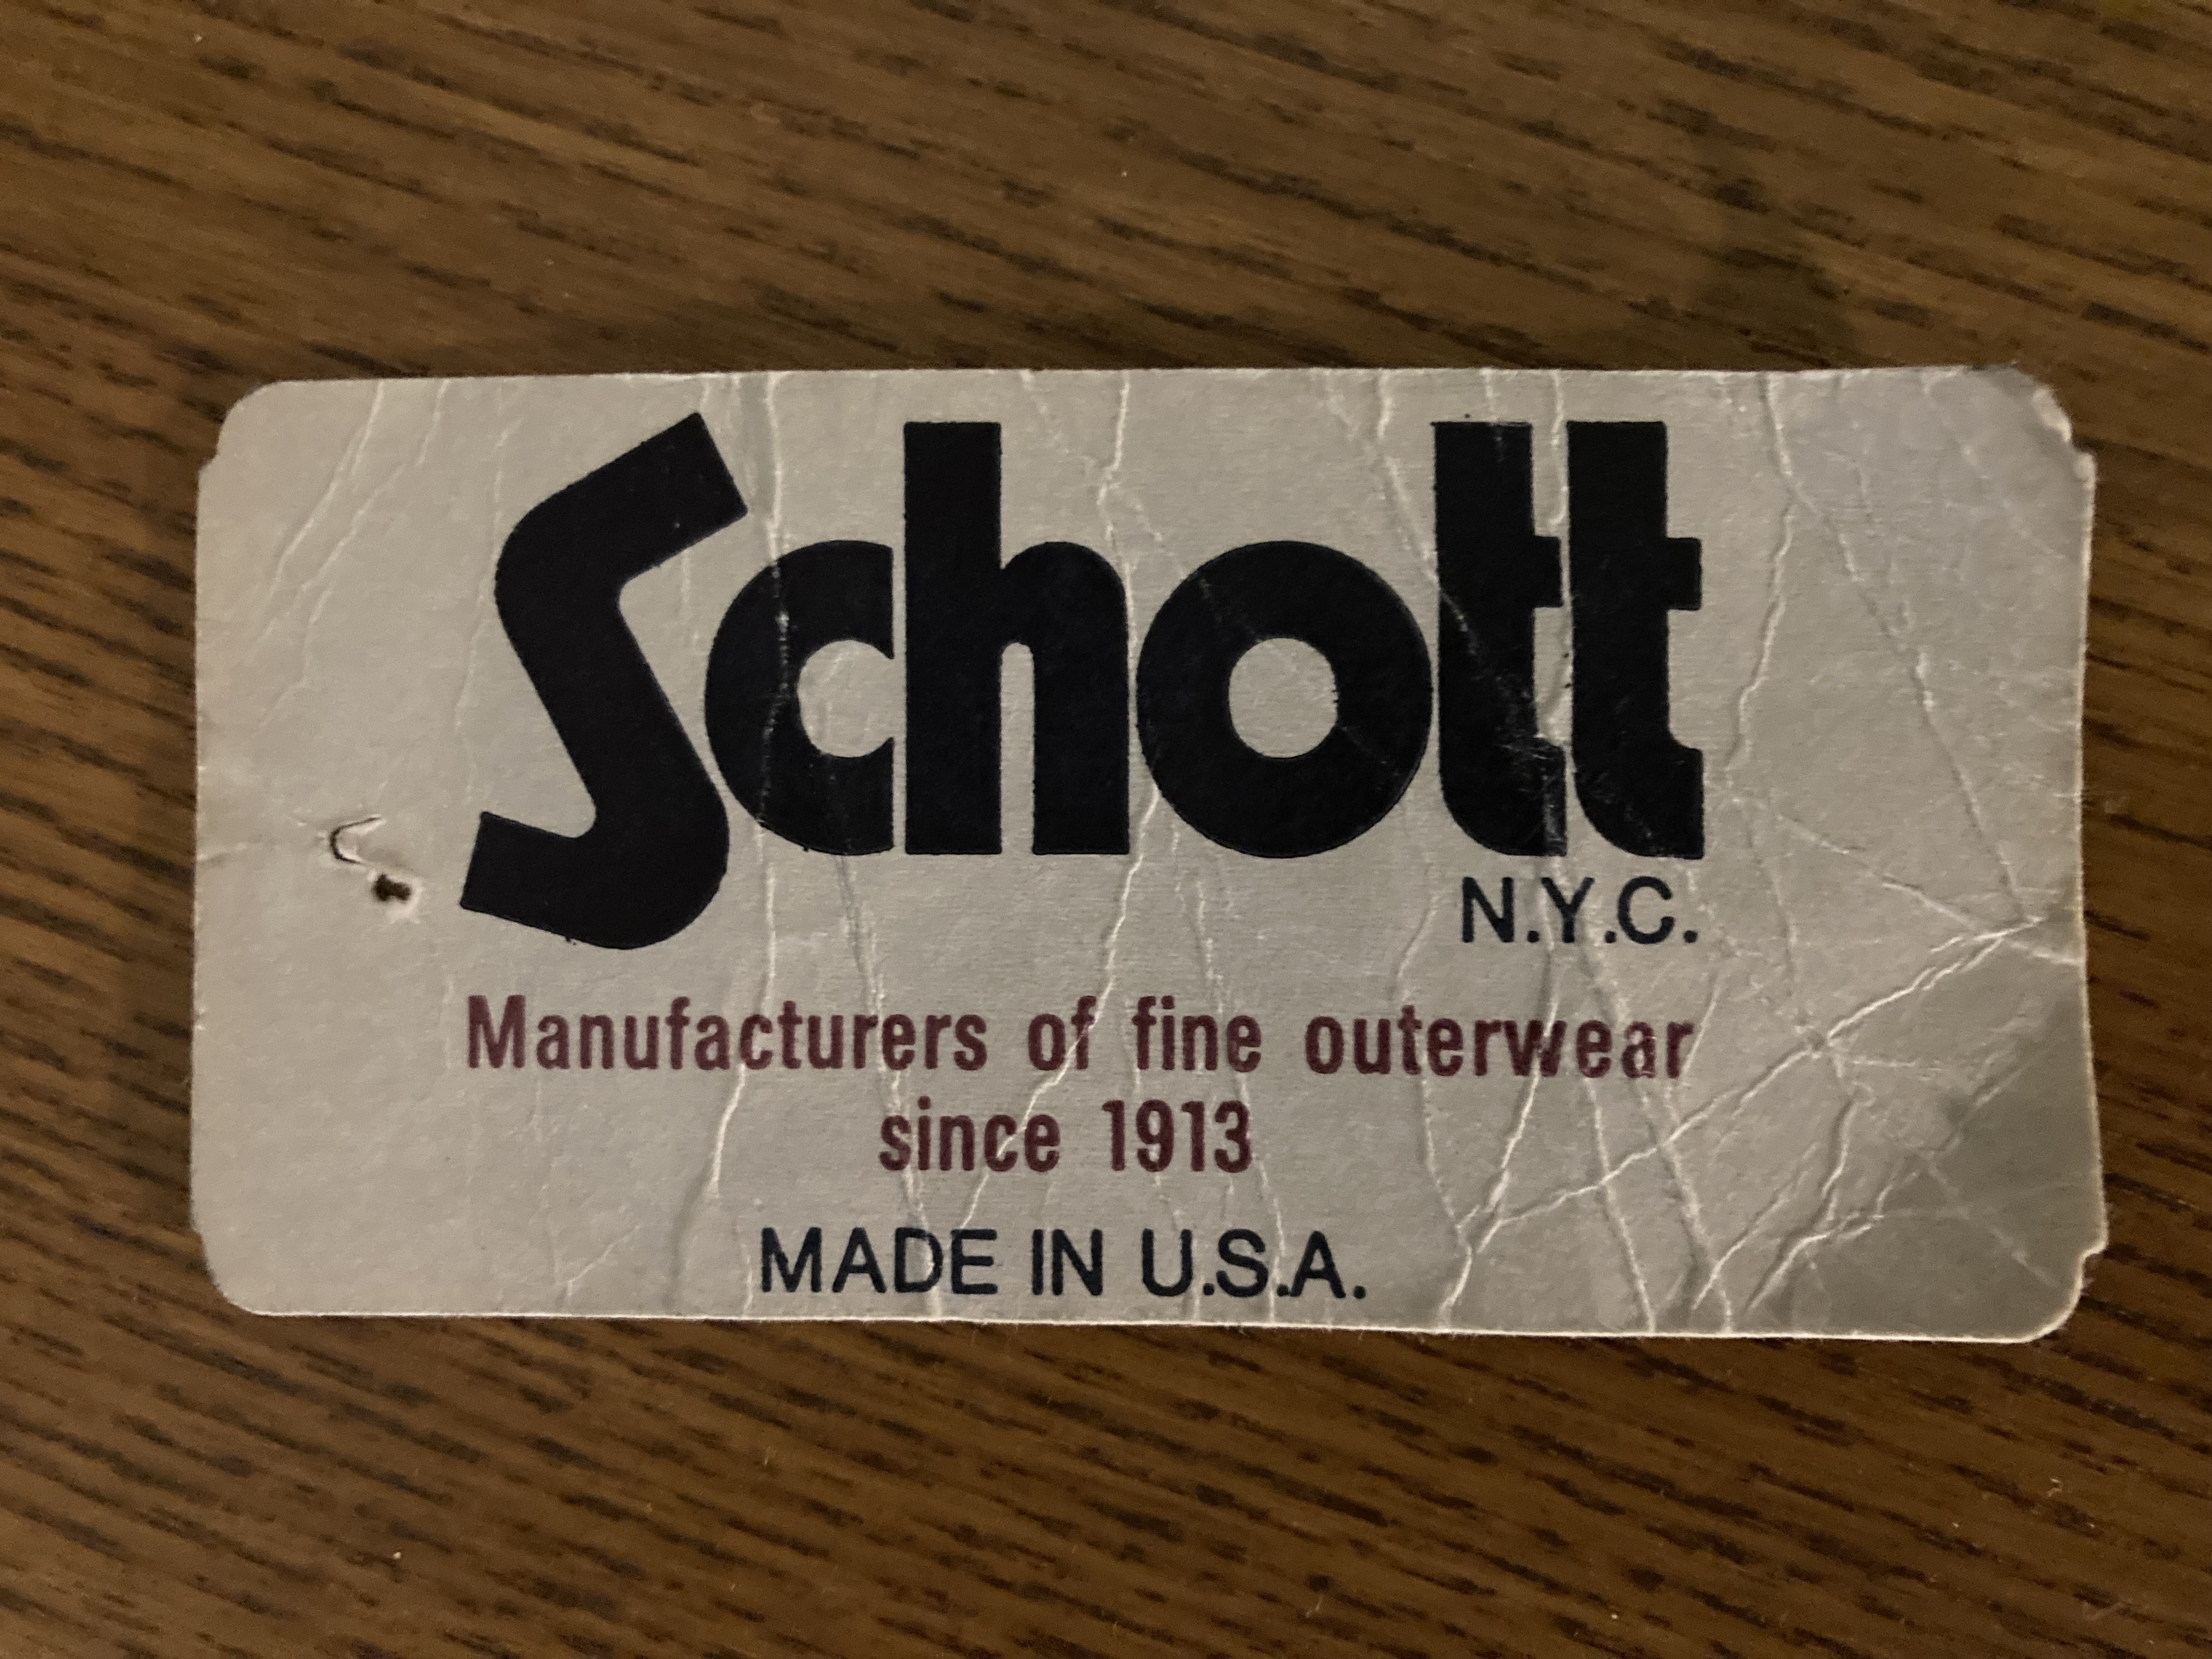 Schott
N.Y.C.
Manufacturers of fine outerwear
since 1913
MADE IN U.S.A.